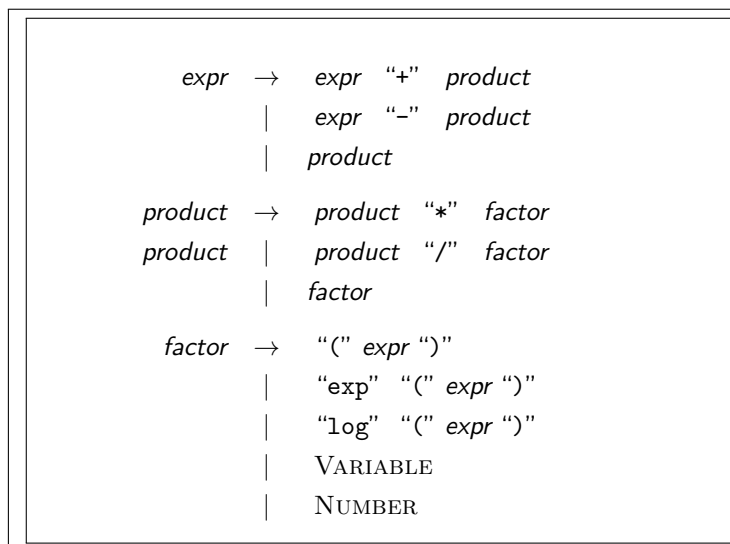 expr → expr “+” product
| expr “-” product
| product
product → product “*” factor
product | product “/” factor
| factor
factor → “(” expr “)”
| “exp” “(” expr “)”
| “log” “(” expr “)”
| VARIABLE
| NUMBER